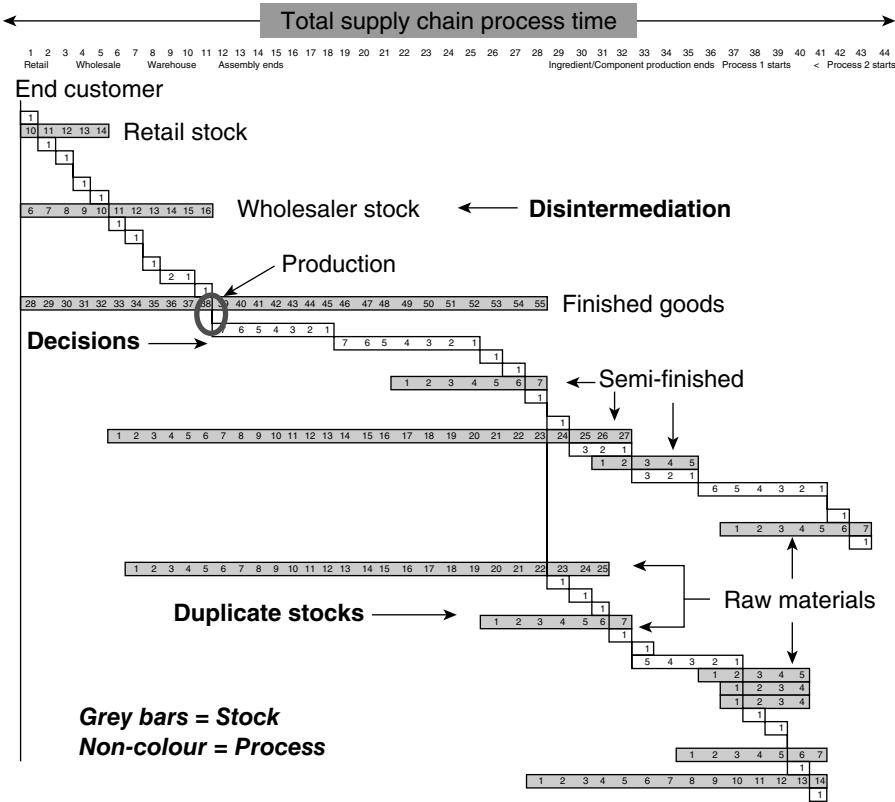 Total supply chain process time
1 2 3 4 5 6 7 8 9 10 11 12 13 14 15 16 17 18 19 20 21 22 23 24 25 26 27 28 29 30 31 32 33 34 35 36 37 38 39 40 41 42 43 44
Retail Wholesale Warehouse Assembly ends Ingredient/Component production ends Process 1 starts < Process 2 starts
End customer
1
10 11 12 13 14 Retail stock
1
1
1
1
6 7 8 9 10 11 12 13 14 15 16 Wholesaler stock Disintermediation
1
1
1
2 1 Production
1
28 29 30 31 32 33 34 35 36 37 38 39 40 41 42 43 44 45 46 47 48 49 50 51 52 53 54 55 Finished goods
7 6 5 4 3 2 1
Decisions 7 6 5 4 3 2 1
1
1
1 2 3 4 5 6 7 Semi-finished
1
1
1 2 3 4 5 6 7 8 9 10 11 12 13 14 15 16 17 18 19 20 21 22 23 24 25 26 27
3 2 1
1 2 3 4 5
3 2 1
6 5 4 3 2 1
1
1 2 3 4 5 6 7
1
1 2 3 4 5 6 7 8 9 10 11 12 13 14 15 16 17 18 19 20 21 22 23 24 25
1
1
1 Raw materials
Duplicate stocks 1 2 3 4 5 6 7
1
1
5 4 3 2 1
1 2 3 4 5
1 2 3 4
1 2 3 4
1
1
Grey bars = Stock
Non-colour = Process
1 2 3 4 5 6 7
1
1 2 3 4 5 6 7 8 9 10 11 12 13 14
1